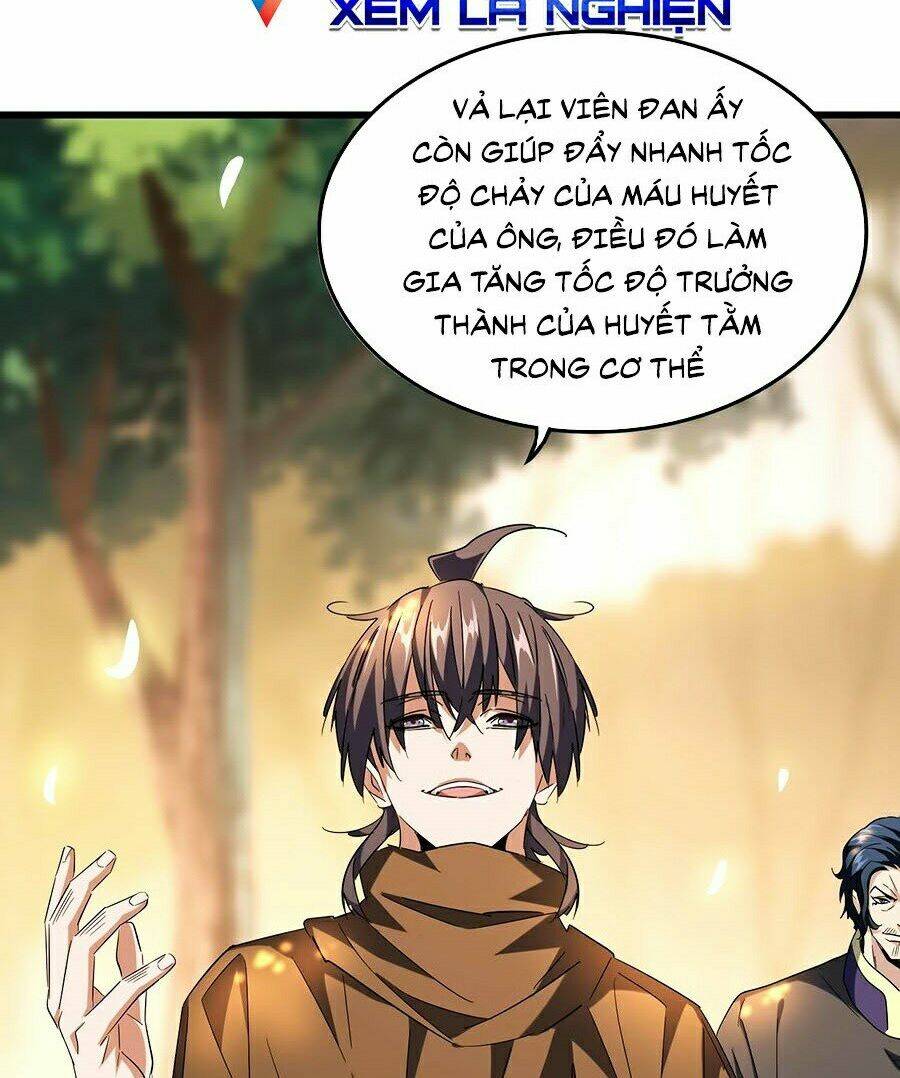 XEM LÀ NGHIỆN
VẢ LẠI VIÊN ĐAN ẤY
CÒN GIÚP ĐẨY NHANH TỐC
ĐỘ CHẢY CỦA MÁU HUYẾT
CỦA ÔNG, ĐIỀU ĐÓ LÀM
GIA TĂNG TỐC ĐỘ TRƯỞNG
THÀNH CỦA HUYẾT TẰM
TRONG CƠ THỂ